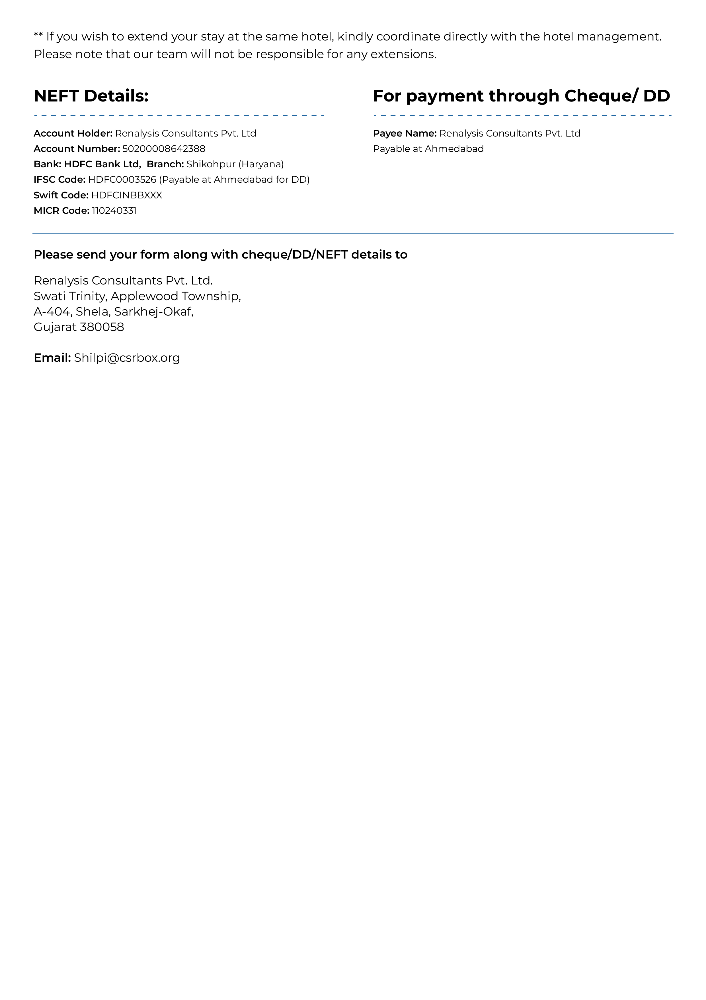 ** If you wish to extend your stay at the same hotel, kindly coordinate directly with the hotel management.
Please note that our team will not be responsible for any extensions.
NEFT Details:
Account Holder: Renalysis Consultants Pvt. Ltd
Account Number: 50200008642388
Bank: HDFC Bank Ltd,  Branch: Shikohpur (Haryana)
IFSC Code: HDFC0003526 (Payable at Ahmedabad for DD)
Swift Code: HDFCINBBXXX
MICR Code: 110240331
For payment through Cheque/ DD
Payee Name: Renalysis Consultants Pvt. Ltd
Payable at Ahmedabad
Please send your form along with cheque/DD/NEFT details to
Renalysis Consultants Pvt. Ltd.
Swati Trinity, Applewood Township,
A-404, Shela, Sarkhej-Okaf,
Gujarat 380058
Email: Shilpi@csrbox.org